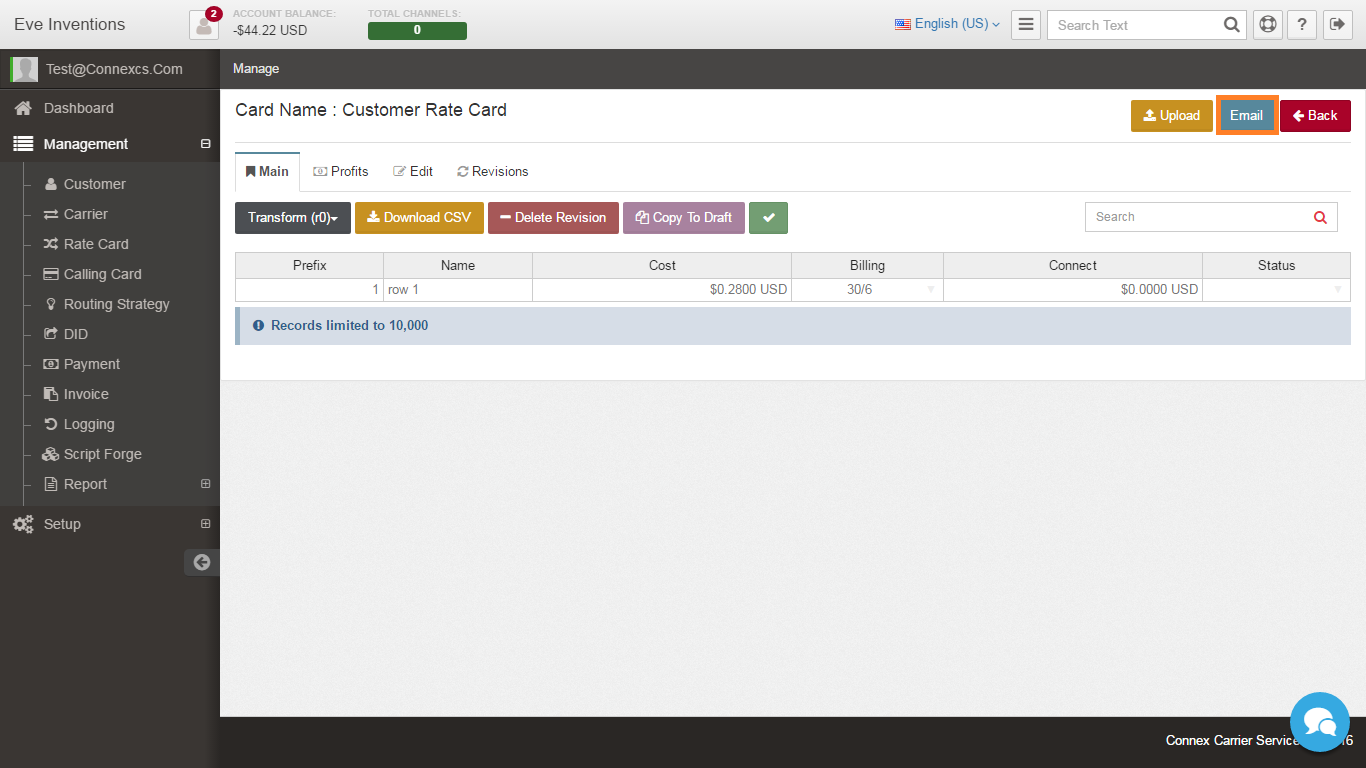 Eve Inventions
2
ACCOUNT BALANCE:
-$44.22 USD
TOTAL CHANNELS:
0
English (US)
Search Text
?
Test@Connexcs.Com
Manage
Dashboard
Management
Customer
Carrier
Rate Card
Calling Card
Routing Strategy
DID
Payment
Invoice
Logging
Script Forge
Report
Setup
Card Name : Customer Rate Card
Upload
Email
Back
Main
Profits
Edit
Revisions
Transform (r0)
Download CSV
Delete Revision
Copy To Draft
Search
Prefix Name Cost Billing Connect Status
1 row 1 $0.2800 USD 30/6 $0.0000 USD
Records limited to 10,000
Connex Carrier Service